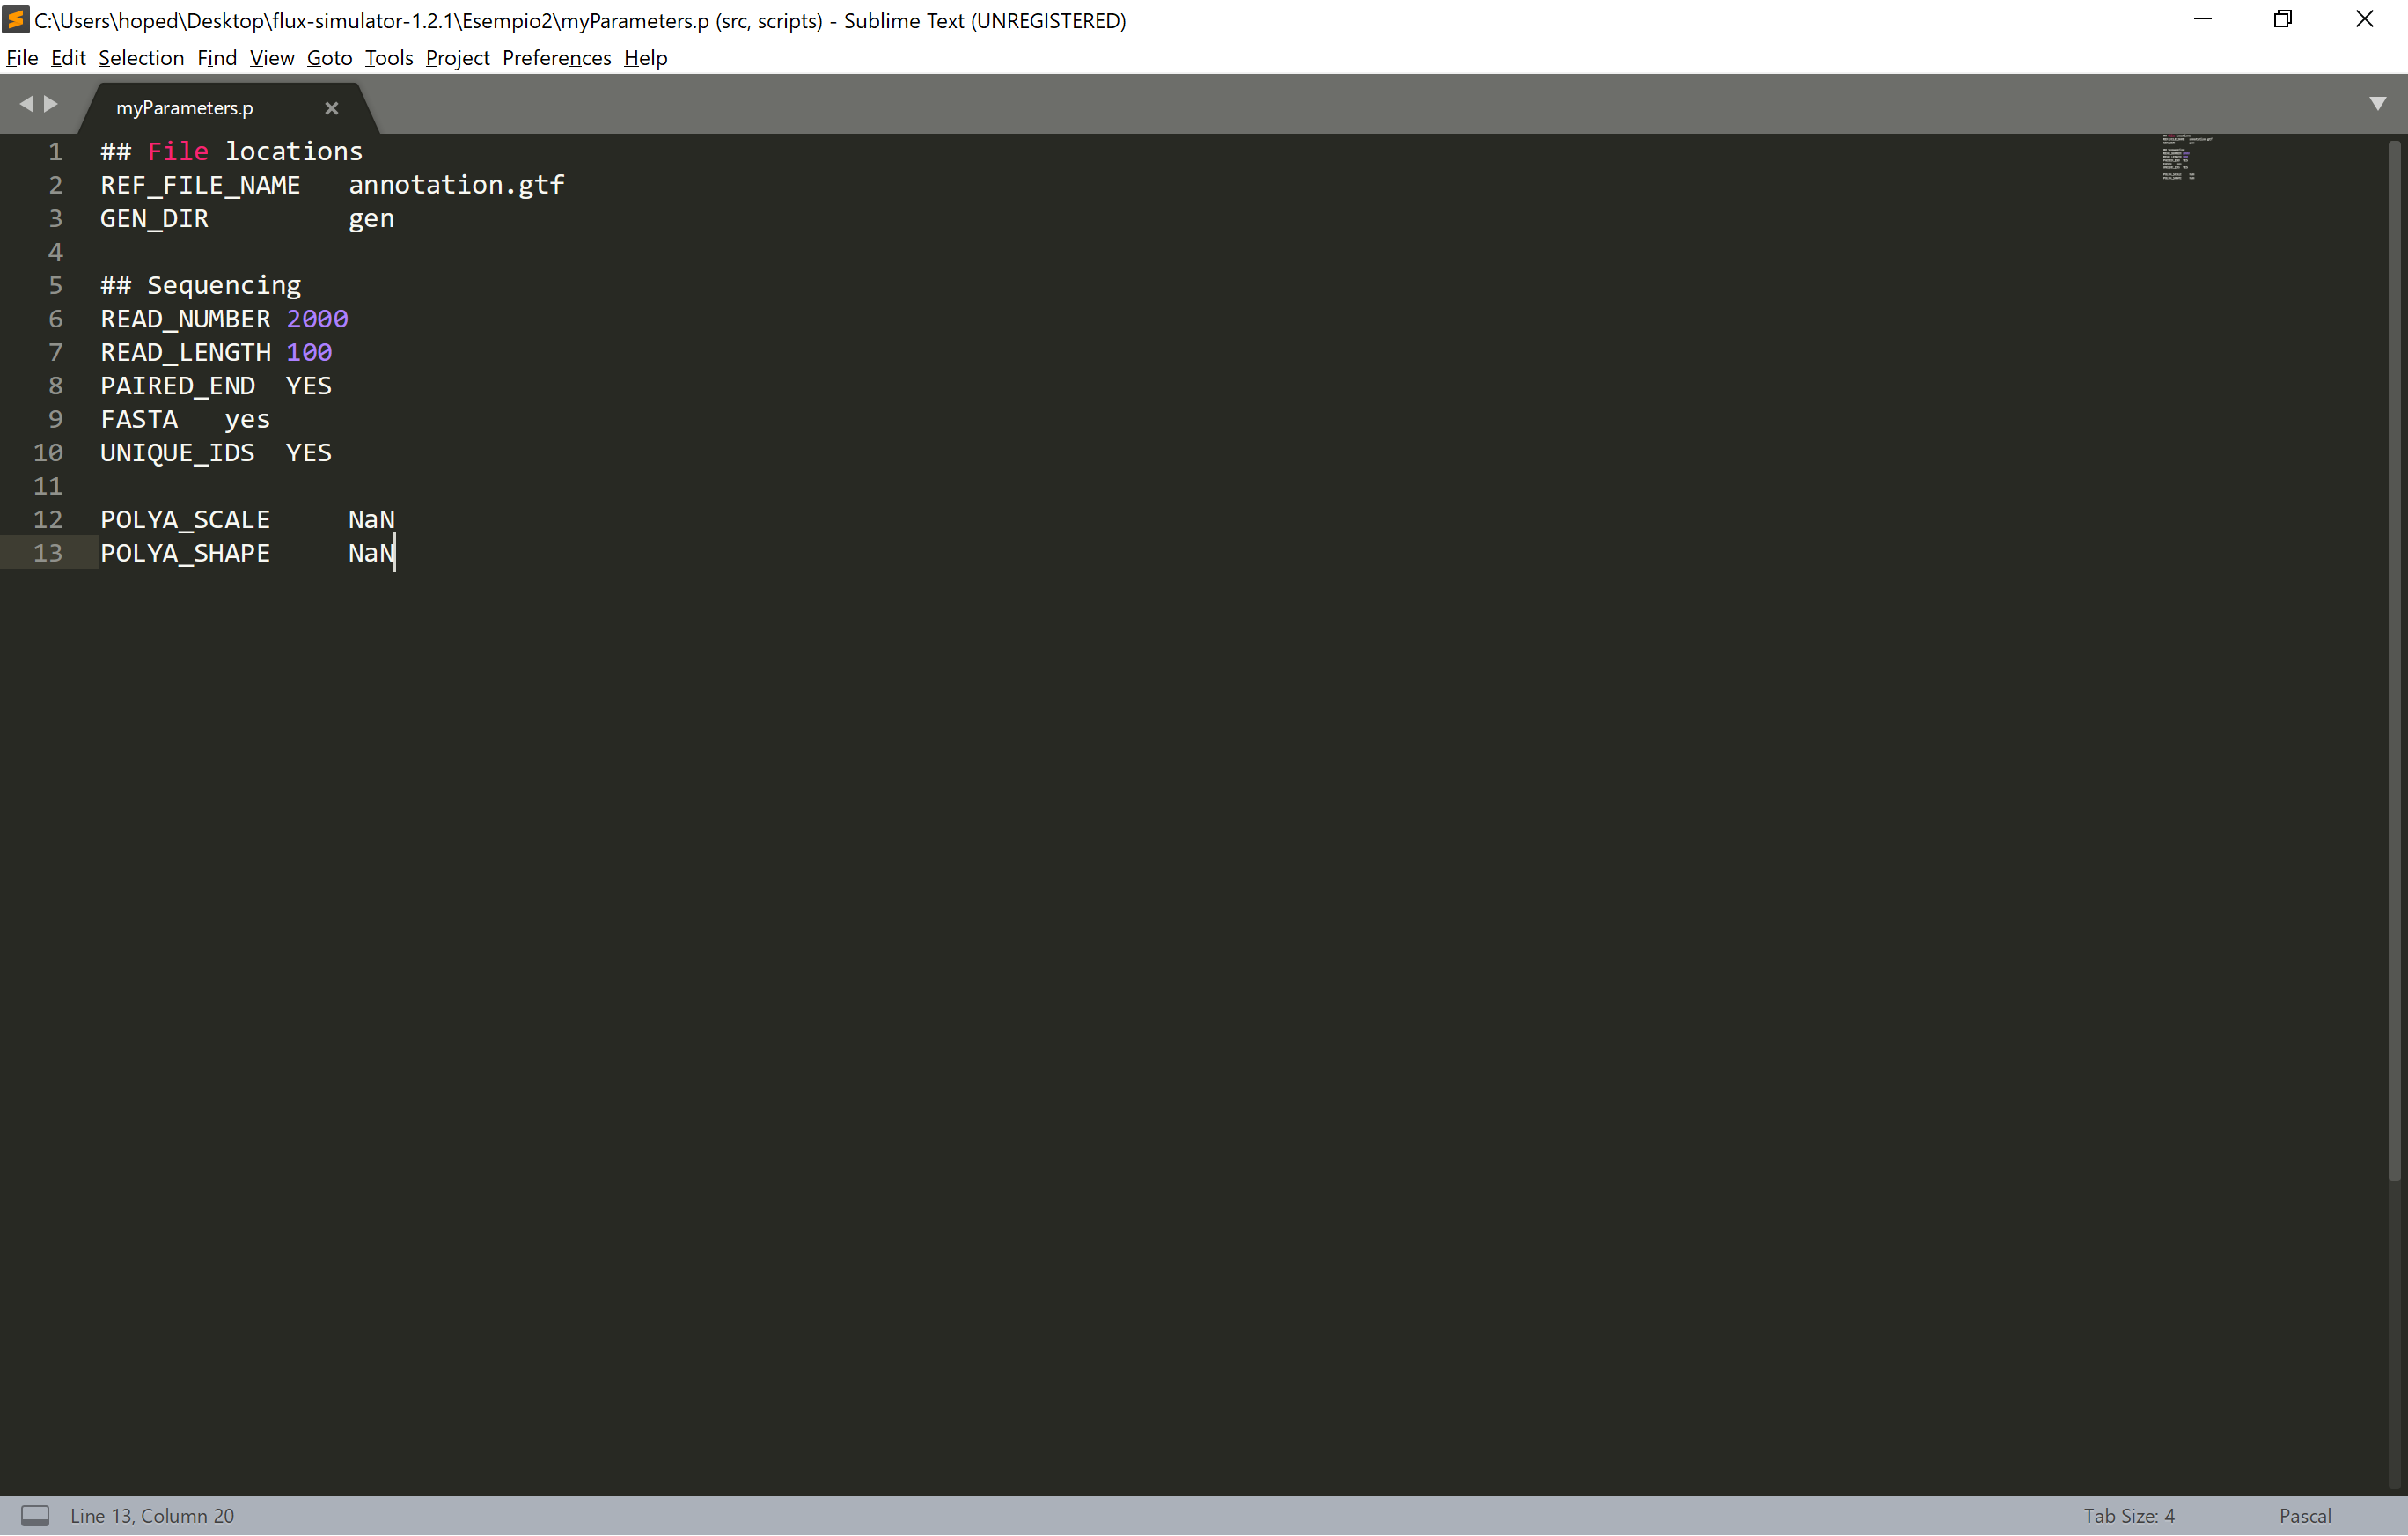 C:\Users\hoped\Desktop\flux-simulator-1.2.1\Esempio2\myParameters.p (src, scripts) - Sublime Text (UNREGISTERED)
File Edit Selection Find View Goto Tools Project Preferences Help
myParameters.p
1 ## File locations
2 REF_FILE_NAME annotation.gtf
3 GEN_DIR gen
4
5 ## Sequencing
6 READ_NUMBER 2000
7 READ_LENGTH 100
8 PAIRED_END YES
9 FASTA yes
10 UNIQUE_IDS YES
11
12 POLYA_SCALE NaN
13 POLYA_SHAPE NaN
Line 13, Column 20 Tab Size: 4 Pascal